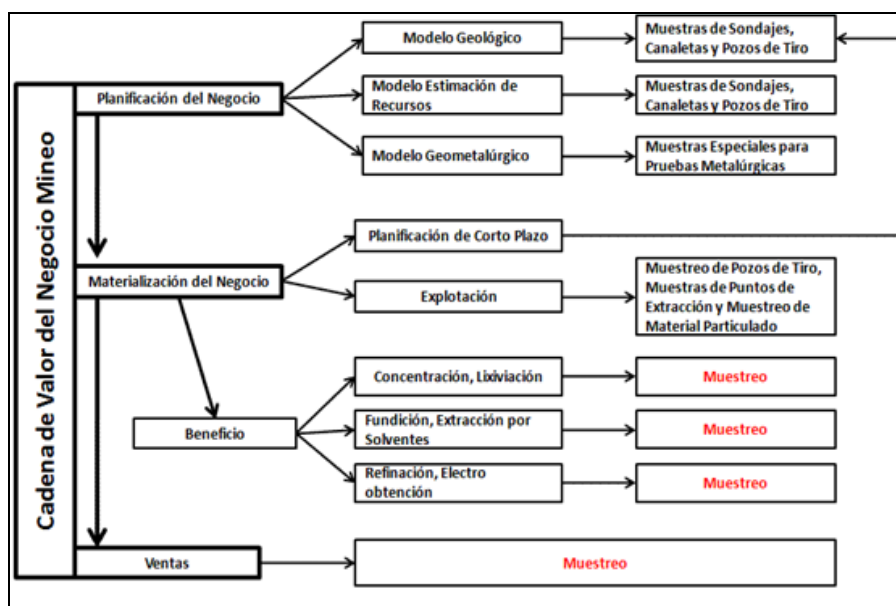 Cadena de Valor del Negocio Mineo
Planificación del Negocio
Modelo Geológico
Muestras de Sondajes,
Canaletas y Pozos de Tiro
Modelo Estimación de
Recursos
Muestras de Sondajes,
Canaletas y Pozos de Tiro
Modelo Geometalúrgico
Muestras Especiales para
Pruebas Metalúrgicas
Materialización del Negocio
Planificación de Corto Plazo
Explotación
Muestreo de Pozos de Tiro,
Muestras de Puntos de
Extracción y Muestreo de
Material Particulado
Beneficio
Concentración, Lixiviación
Muestreo
Fundición, Extracción por
Solventes
Muestreo
Refinación, Electro
obtención
Muestreo
Ventas
Muestreo